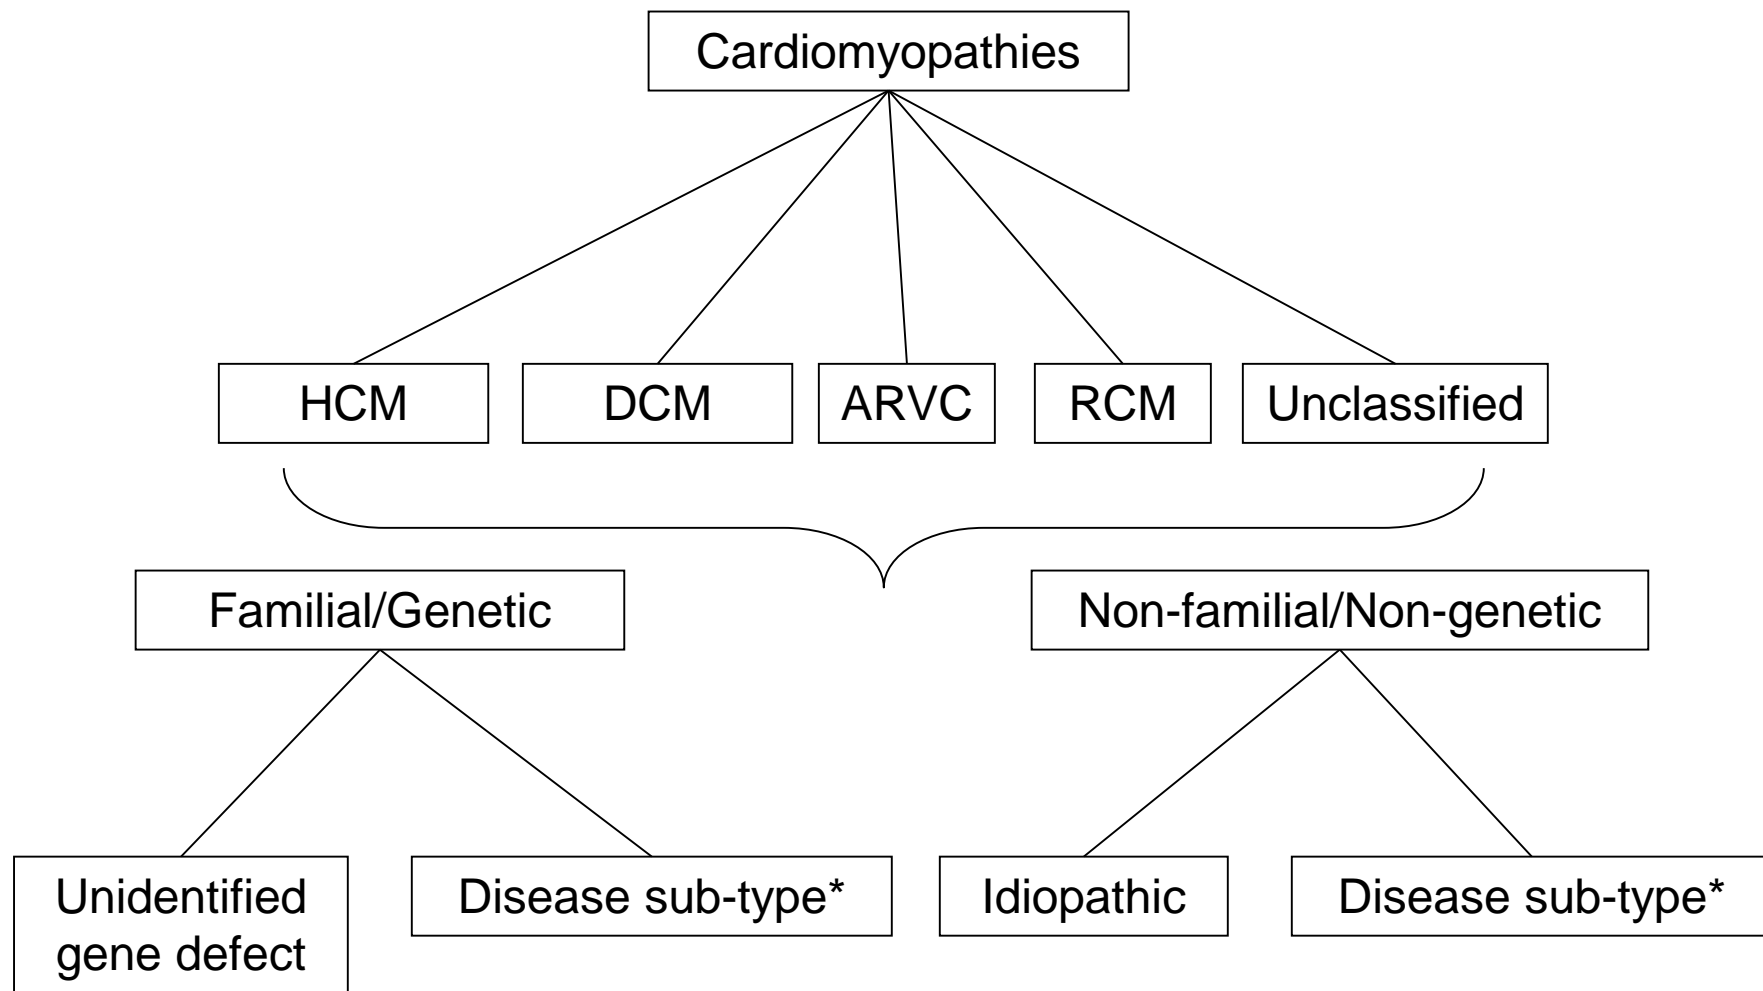 Cardiomyopathies
HCM
DCM
ARVC
RCM
Unclassified
Familial/Genetic
Non-familial/Non-genetic
Unidentified
gene defect
Disease sub-type*
Idiopathic
Disease sub-type*